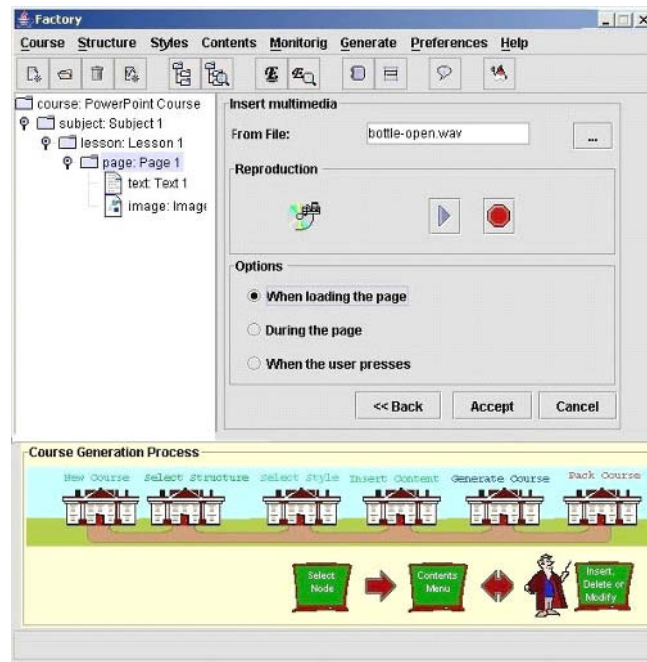 Factory
Course Structure Styles Contents Monitorig Generate Preferences Help
course: PowerPoint Course
subject: Subject 1
lesson: Lesson 1
page: Page 1
text: Text 1
image: Image
Insert multimedia
From File: bottle-open.wav ...
Reproduction
Options
When loading the page
During the page
When the user presses
<< Back Accept Cancel
Course Generation Process
New Course Select Structure Select Style Insert Content Generate Course Pack Course
Select
Node
Contents
Menu
Insert,
Delete or
Modify